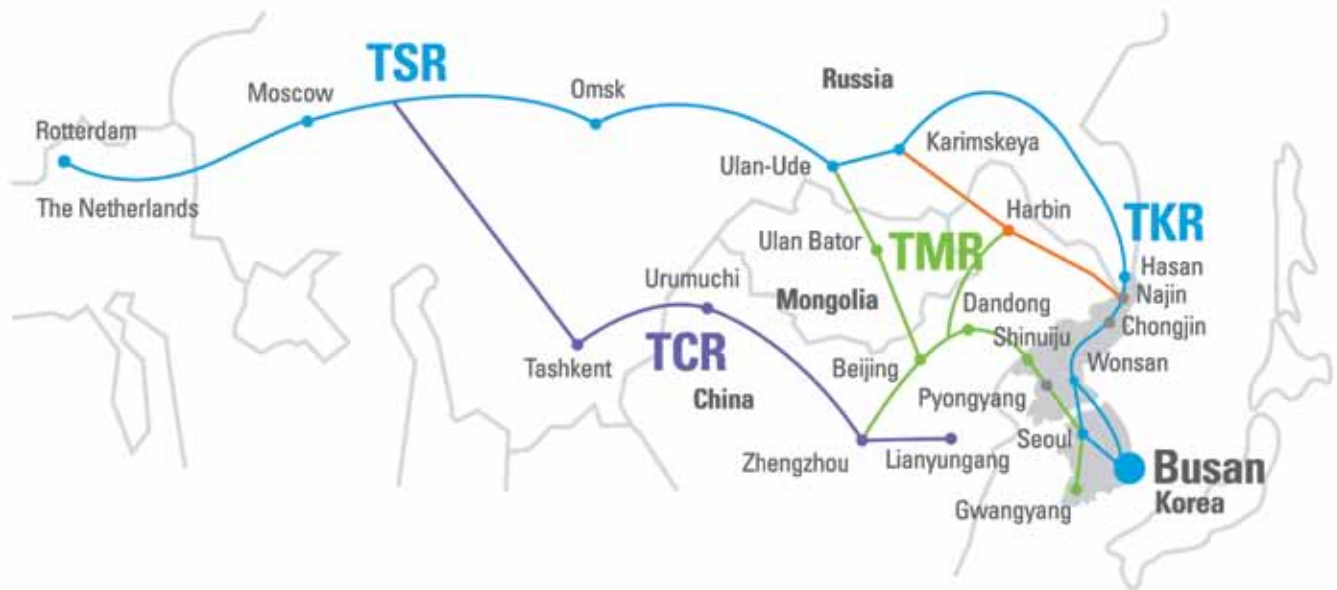 TSR
Moscow
Omsk
Russia
Rotterdam
Karimskeya
Ulan-Ude
The Netherlands
Harbin
TKR
Ulan Bator
TMR
Hasan
Urumuchi
Mongolia
Dandong
Najin
Chongjin
Shinuiju
TCR
Tashkent
Beijing
Wonsan
China
Pyongyang
Seoul
Zhengzhou
Lianyungang
Busan
Korea
Gwangyang